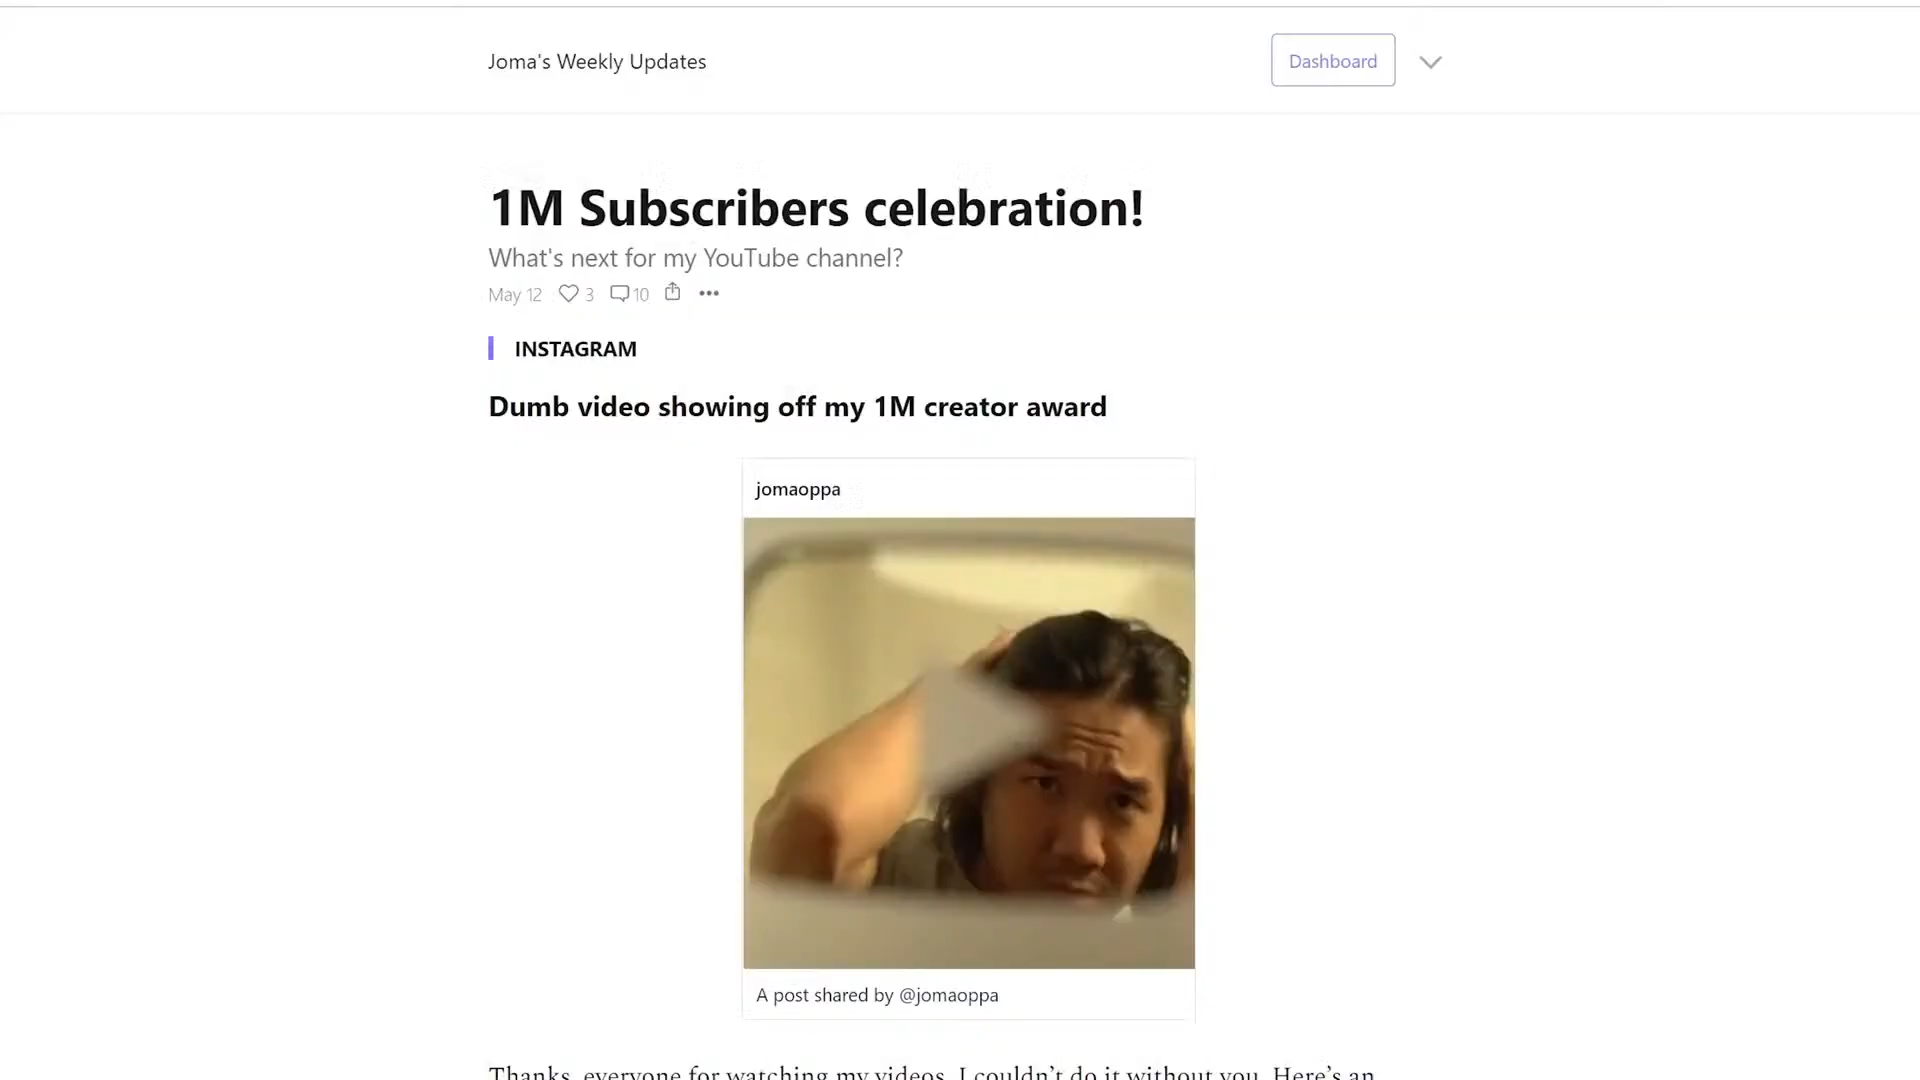 Joma's Weekly Updates
Dashboard
1M Subscribers celebration!
What's next for my YouTube channel?
May 12 3 10
INSTAGRAM
Dumb video showing off my 1M creator award
jomaoppa
A post shared by @jomaoppa
Thanks, everyone for watching my videos. I couldn’t do it without you. Here’s an